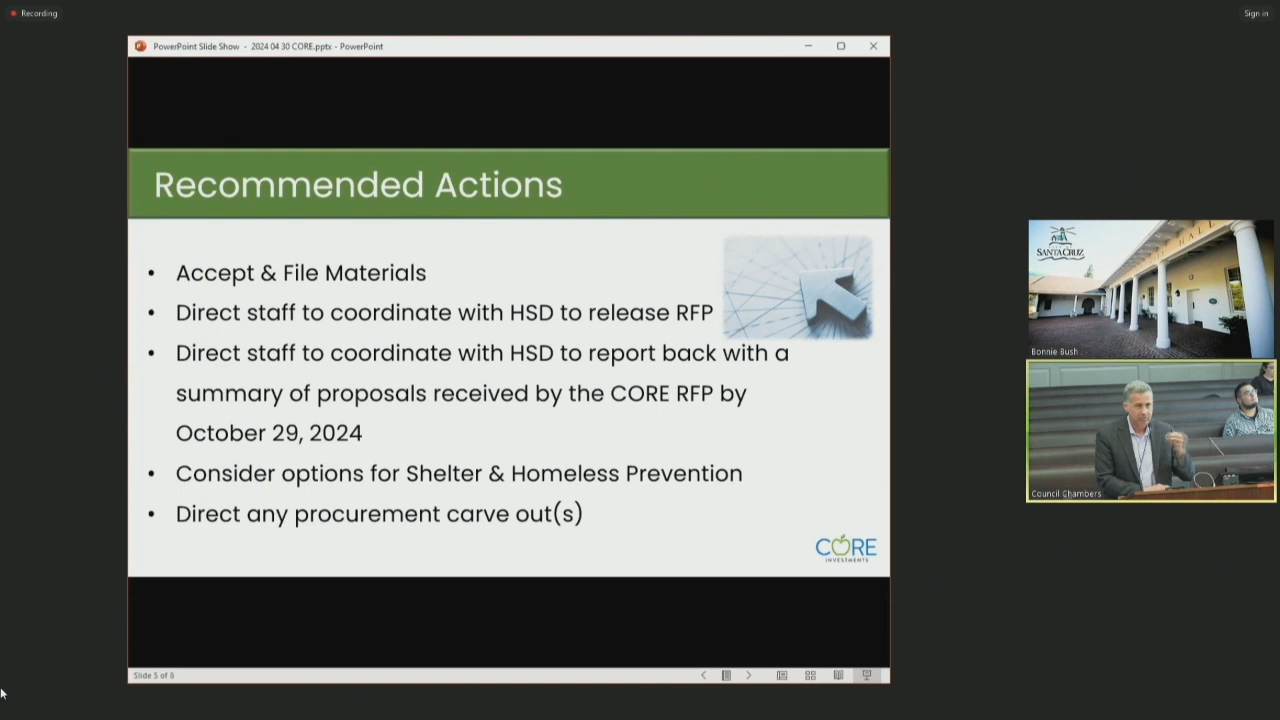 Recording
Sign in
PowerPoint Slide Show - 2024 04 30 CORE.pptx - PowerPoint
Recommended Actions
• Accept & File Materials
• Direct staff to coordinate with HSD to release RFP
• Direct staff to coordinate with HSD to report back with a
summary of proposals received by the CORE RFP by
October 29, 2024
• Consider options for Shelter & Homeless Prevention
• Direct any procurement carve out(s)
CORE
INVESTMENTS
Slide 5 of 8
SANTA CRUZ
HALL
Bonnie Bush
Council Chambers